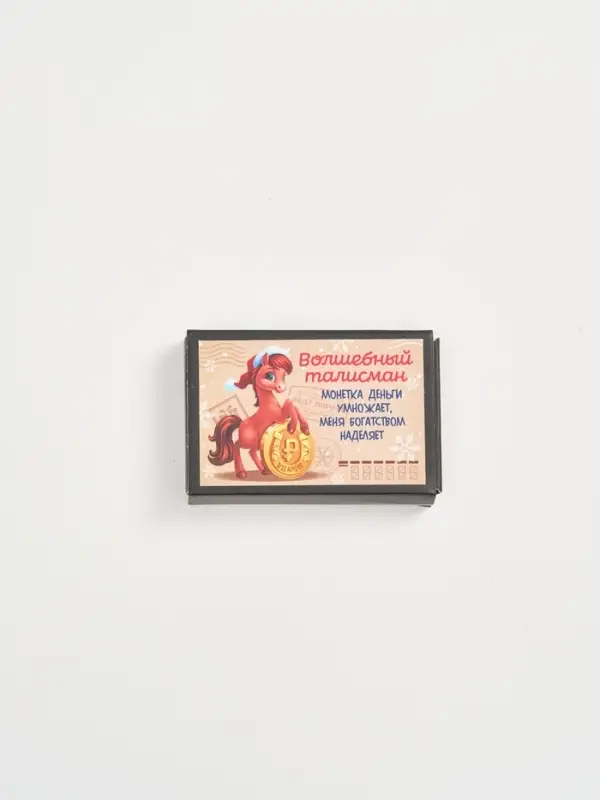 Волшебный
талисман
МОНЕТКА ДЕНЬГИ
УМНОЖАЕТ,
МЕНЯ БОГАТСТВОМ
НАДЕЛЯЕТ